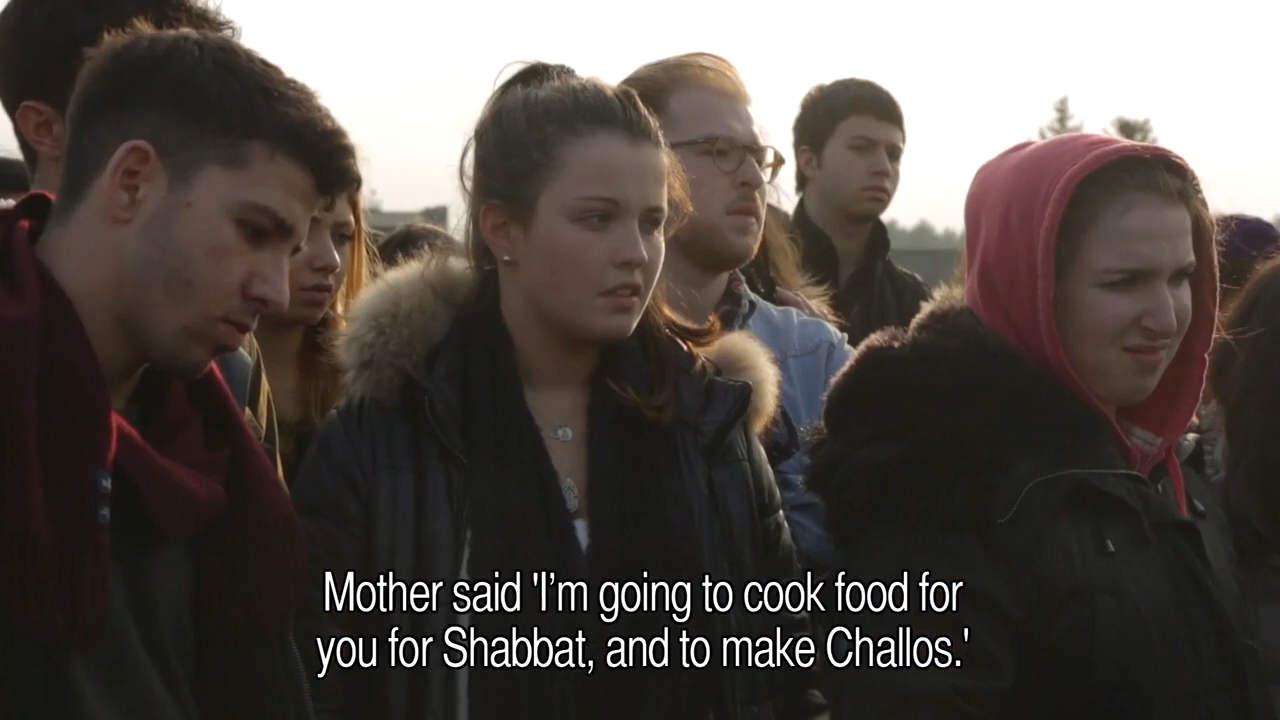 Mother said 'I’m going to cook food for
you for Shabbat, and to make Challos.'